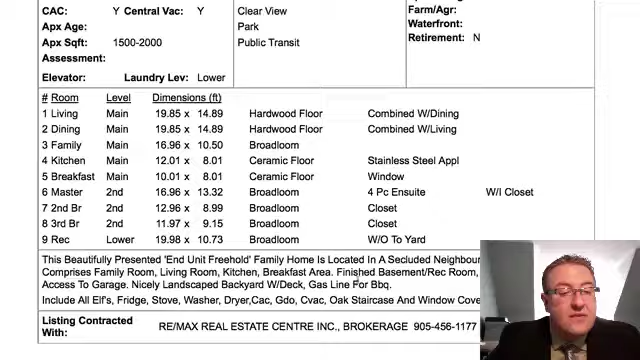 CAC: Y Central Vac: Y Clear View
Apx Age: Park
Farm/Agr:
Waterfront:
Apx Sqft: 1500-2000 Public Transit Retirement: N
Assessment:
Elevator: Laundry Lev: Lower
# Room Level Dimensions (ft)
1 Living Main 19.85 x 14.89 Hardwood Floor Combined W/Dining
2 Dining Main 19.85 x 14.89 Hardwood Floor Combined W/Living
3 Family Main 16.96 x 10.50 Broadloom
4 Kitchen Main 12.01 x 8.01 Ceramic Floor Stainless Steel Appl
5 Breakfast Main 10.01 x 8.01 Ceramic Floor Window
6 Master 2nd 16.96 x 13.32 Broadloom 4 Pc Ensuite W/I Closet
7 2nd Br 2nd 12.96 x 8.99 Broadloom Closet
8 3rd Br 2nd 11.97 x 9.15 Broadloom Closet
9 Rec Lower 19.98 x 10.73 Broadloom W/O To Yard
This Beautifully Presented 'End Unit Freehold' Family Home Is Located In A Secluded
Comprises Family Room, Living Room, Kitchen, Breakfast Area. Finished Basement/Rec Room,
Access To Garage. Nicely Landscaped Backyard W/Deck, Gas Line For Bbq.
Include All Elf's, Fridge, Stove, Washer, Dryer,Cac, Gdo, Cvac, Oak Staircase And Window
Listing Contracted With: RE/MAX REAL ESTATE CENTRE INC., BROKERAGE 905-456-1177